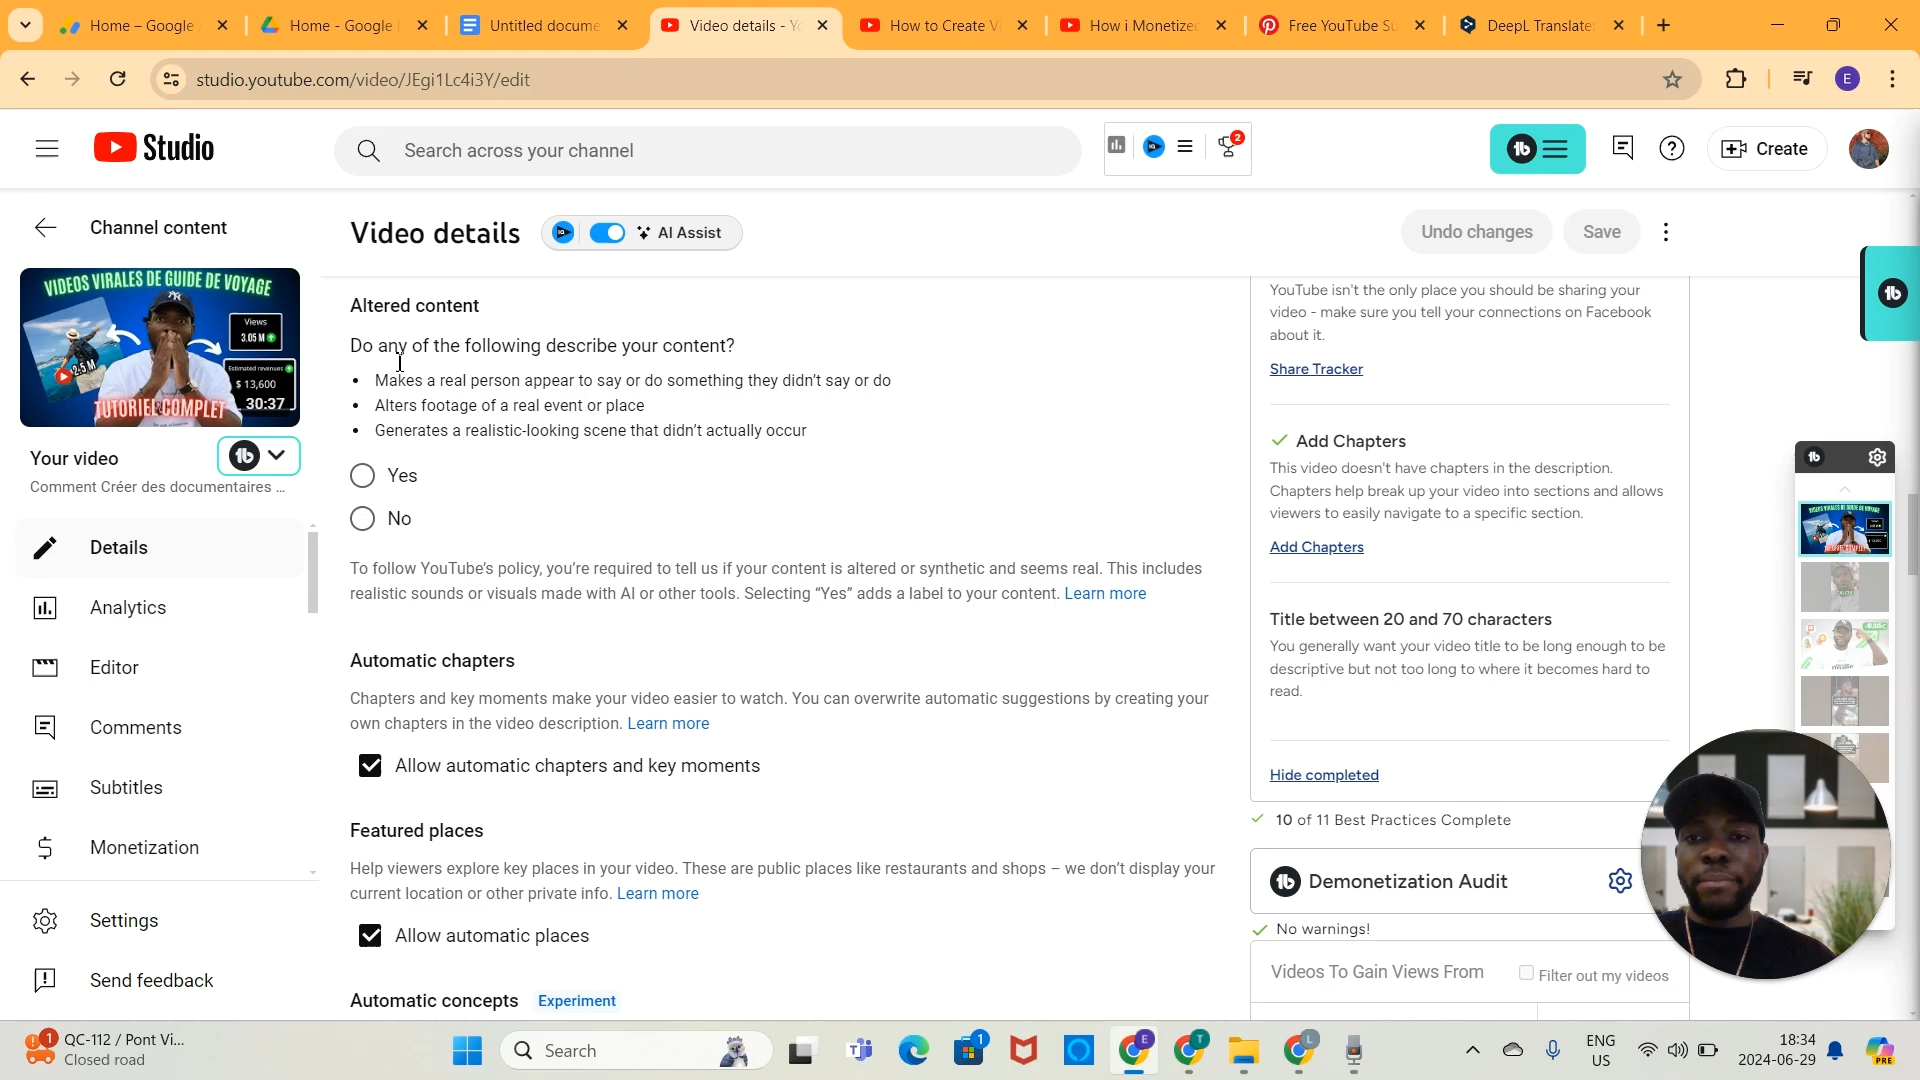 Home – Google
Home - Google
Untitled docume
Video details - Yo
How to Create Vi
How i Monetized
Free YouTube Su
DeepL Translate:
studio.youtube.com/video/JEgi1Lc4i3Y/edit
E
Studio
Search across your channel
2
Create
Channel content
Video details
AI Assist
Undo changes
Save
VIDEOS VIRALES DE GUIDE DE VOYAGE
Views
3.05 M
2.5 M
Estimated revenues
$ 13,600
TUTORIEL COMPLET
30:37
Your video
Comment Créer des documentaires ...
Details
Analytics
Editor
Comments
Subtitles
Monetization
Settings
Send feedback
Altered content
Do any of the following describe your content?
• Makes a real person appear to say or do something they didn't say or do
• Alters footage of a real event or place
• Generates a realistic-looking scene that didn't actually occur
Yes
No
To follow YouTube's policy, you're required to tell us if your content is altered or synthetic and seems real. This includes
realistic sounds or visuals made with AI or other tools. Selecting “Yes” adds a label to your content. Learn more
Automatic chapters
Chapters and key moments make your video easier to watch. You can overwrite automatic suggestions by creating your
own chapters in the video description. Learn more
Allow automatic chapters and key moments
Featured places
Help viewers explore key places in your video. These are public places like restaurants and shops – we don't display your
current location or other private info. Learn more
Allow automatic places
Automatic concepts Experiment
YouTube isn't the only place you should be sharing your
video - make sure you tell your connections on Facebook
about it.
Share Tracker
Add Chapters
This video doesn't have chapters in the description.
Chapters help break up your video into sections and allows
viewers to easily navigate to a specific section.
Add Chapters
Title between 20 and 70 characters
You generally want your video title to be long enough to be
descriptive but not too long to where it becomes hard to
read.
Hide completed
10 of 11 Best Practices Complete
Demonetization Audit
No warnings!
Videos To Gain Views From
Filter out my videos
QC-112 / Pont Vi...
Closed road
1
Search
1
E
T
L
ENG
US
18:34
2024-06-29
PRE